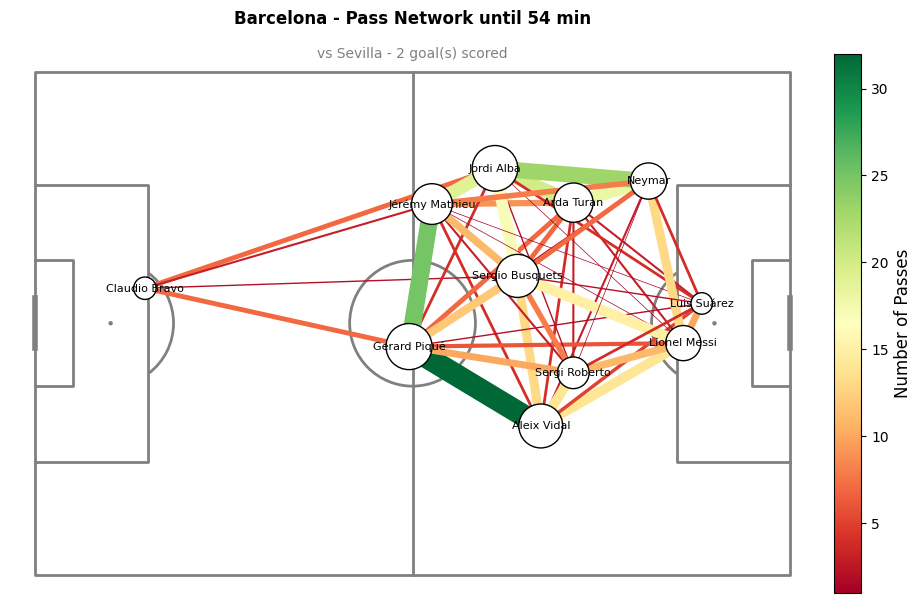 Barcelona - Pass Network until 54 min
vs Sevilla - 2 goal(s) scored
Jordi Alba
Neymar
Jérémy Mathieu
Arda Turan
Sergio Busquets
Claudio Bravo
Luis Suárez
Gerard Piqué
Lionel Messi
Sergi Roberto
Aleix Vidal
30
25
20
15
10
5
Number of Passes